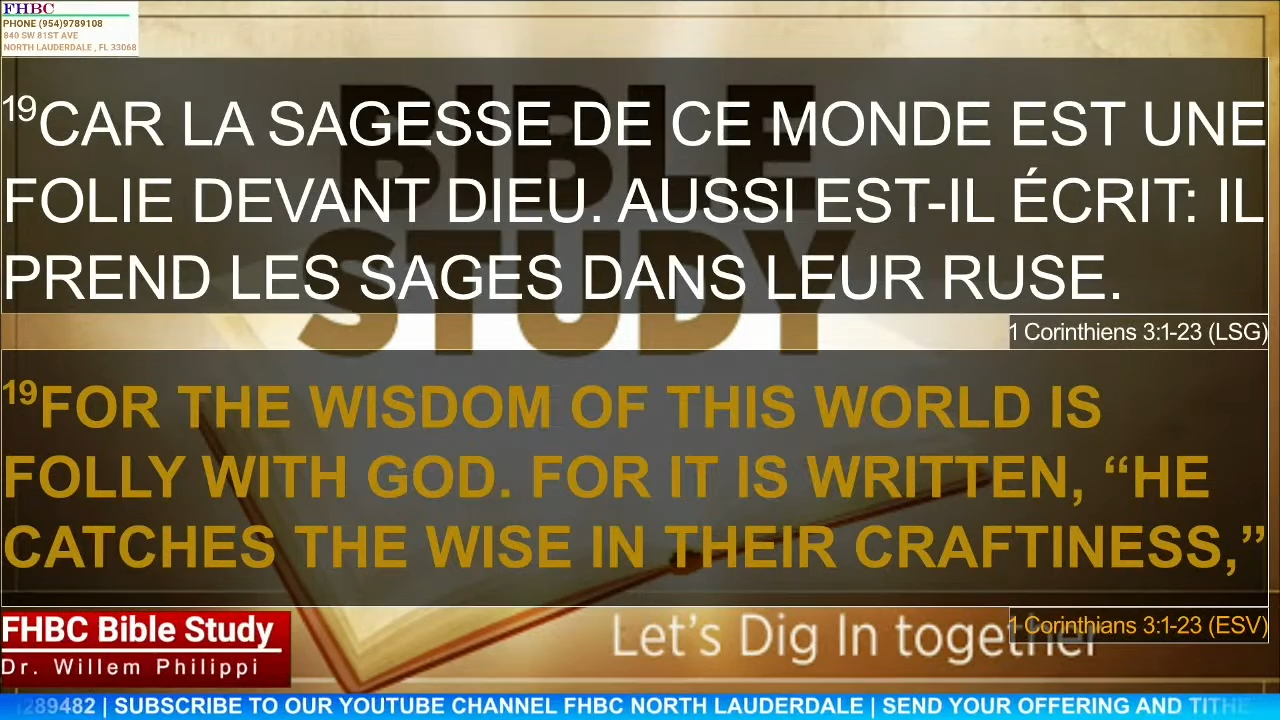 FHBC
PHONE (954)9789108
840 SW 81ST AVE
NORTH LAUDERDALE , FL 33068
BIBLE
STUDY
19CAR LA SAGESSE DE CE MONDE EST UNE
FOLIE DEVANT DIEU. AUSSI EST-IL ÉCRIT: IL
PREND LES SAGES DANS LEUR RUSE.
1 Corinthiens 3:1-23 (LSG)
19FOR THE WISDOM OF THIS WORLD IS
FOLLY WITH GOD. FOR IT IS WRITTEN, “HE
CATCHES THE WISE IN THEIR CRAFTINESS,”
1 Corinthians 3:1-23 (ESV)
Let’s Dig In together
FHBC Bible Study
Dr. Willem Philippi
289482 | SUBSCRIBE TO OUR YOUTUBE CHANNEL FHBC NORTH LAUDERDALE | SEND YOUR OFFERING AND TITHE